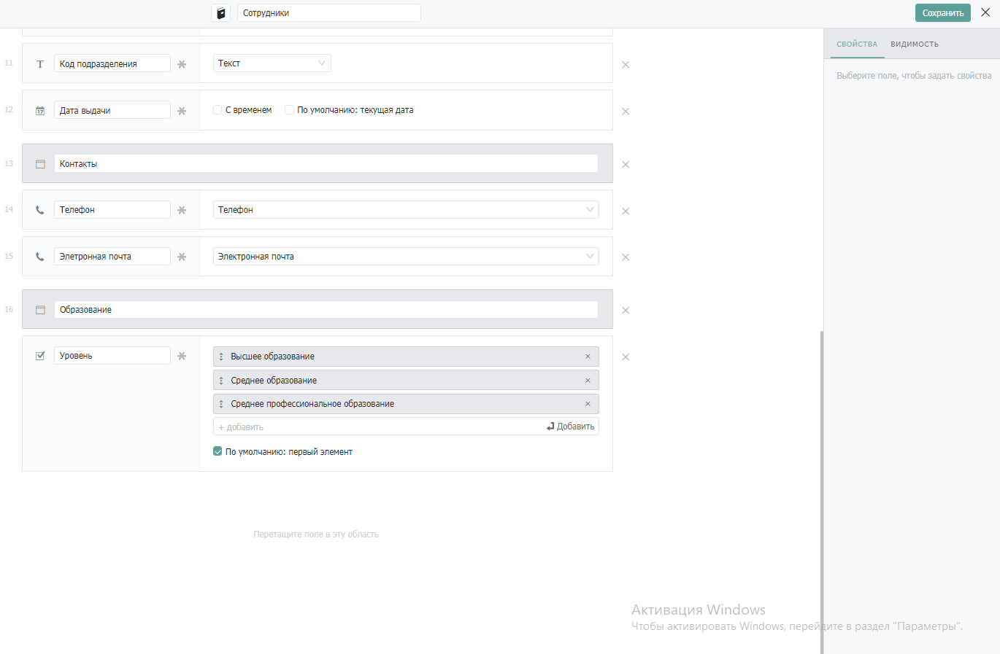 Сотрудники
Сохранить
СВОЙСТВА ВИДИМОСТЬ
Выберите поле, чтобы задать свойства
11 T Код подразделения Текст
12 17 Дата выдачи С временем По умолчанию: текущая дата
13 Контакты
14 Телефон Телефон
15 Элетронная почта Электронная почта
16 Образование
Уровень Высшее образование
Среднее образование
Среднее профессиональное образование
+ добавить Добавить
По умолчанию: первый элемент
Перетащите поле в эту область
Активация Windows
Чтобы активировать Windows, перейдите в раздел "Параметры".